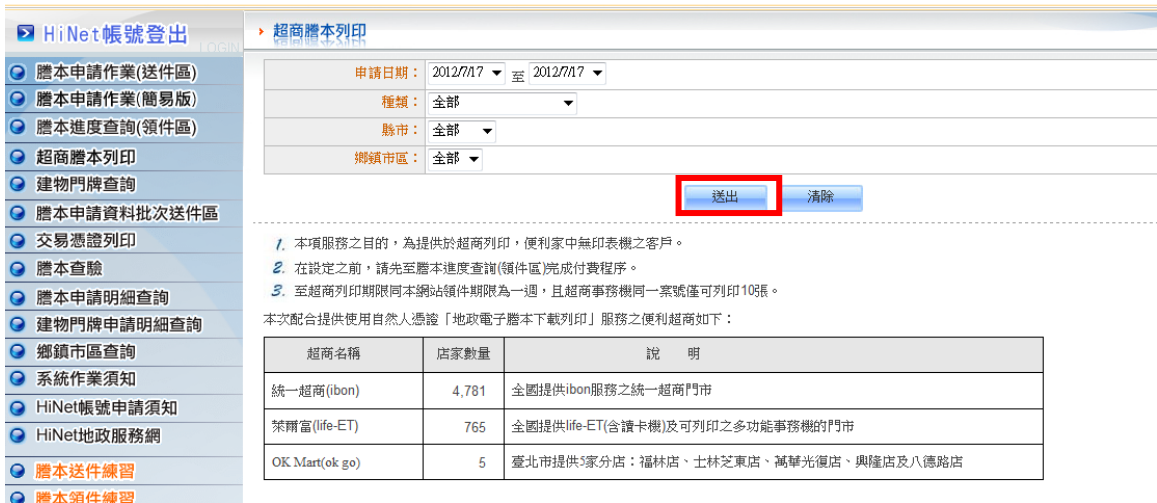 HiNet帳號登出
LOGIN
謄本申請作業(送件區)
謄本申請作業(簡易版)
謄本進度查詢(領件區)
超商謄本列印
建物門牌查詢
謄本申請資料批次送件區
交易憑證列印
謄本查驗
謄本申請明細查詢
建物門牌申請明細查詢
鄉鎮市區查詢
系統作業須知
HiNet帳號申請須知
HiNet地政服務網
謄本送件練習
謄本領件練習
超商謄本列印
申請日期： 2012/7/17 至 2012/7/17
種類： 全部
縣市： 全部
鄉鎮市區： 全部
送出 清除
1. 本項服務之目的，為提供於超商列印，便利家中無印表機之客戶。
2. 在設定之前，請先至謄本進度查詢(領件區)完成付費程序。
3. 至超商列印期限同本網站領件期限為一週，且超商事務機同一案號僅可列印10張。
本次配合提供使用自然人憑證「地政電子謄本下載列印」服務之便利超商如下：
超商名稱 店家數量 說 明
統一超商(ibon) 4,781 全國提供ibon服務之統一超商門市
萊爾富(life-ET) 765 全國提供life-ET(含讀卡機)及可列印之多功能事務機的門市
OK Mart(ok go) 5 臺北市提供5家分店：福林店、士林芝東店、萬華光復店、興隆店及八德路店